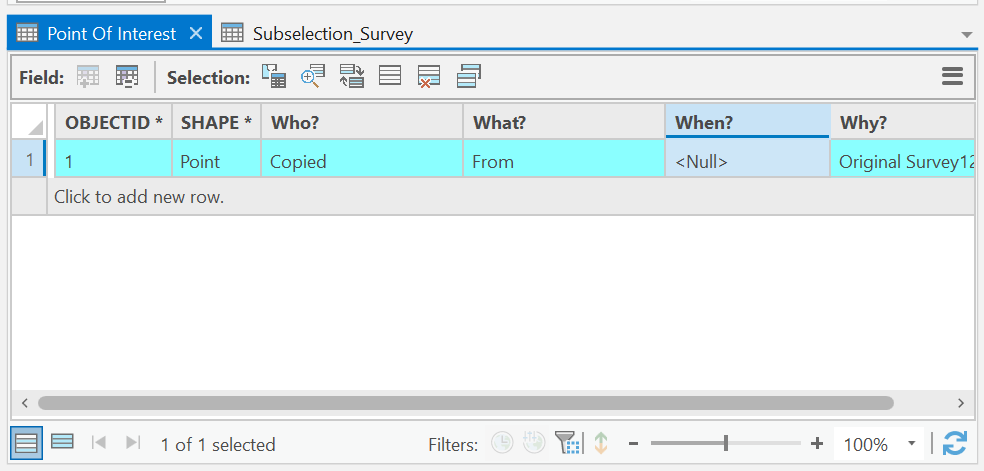 Point Of Interest Subselection_Survey
Field: Selection:
OBJECTID * SHAPE * Who? What? When? Why?
1 1 Point Copied From <Null> Original Survey12
Click to add new row.
1 of 1 selected Filters: 100%